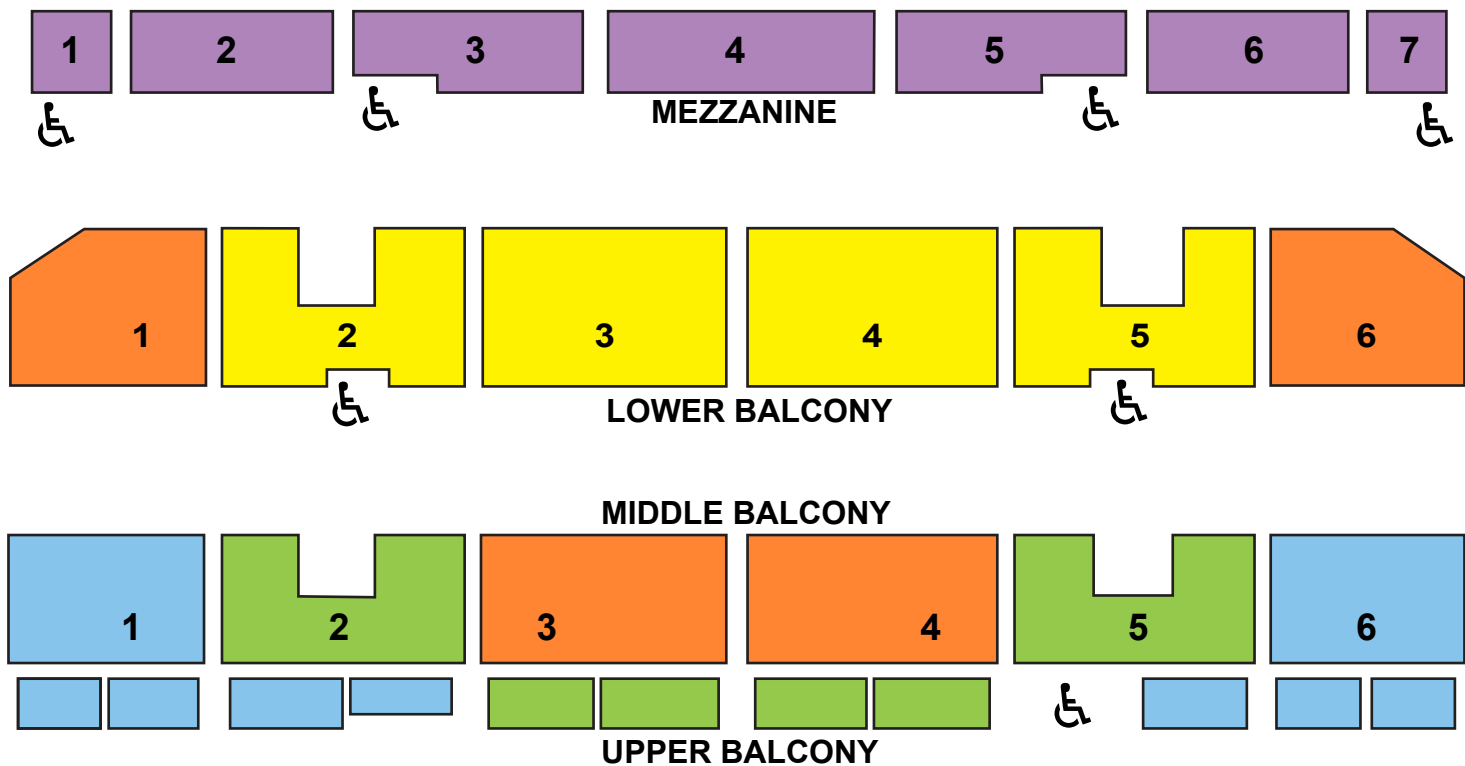 1 2 3 4 5 6 7
MEZZANINE
1 2 3 4 5 6
LOWER BALCONY
MIDDLE BALCONY
1 2 3 4 5 6
UPPER BALCONY